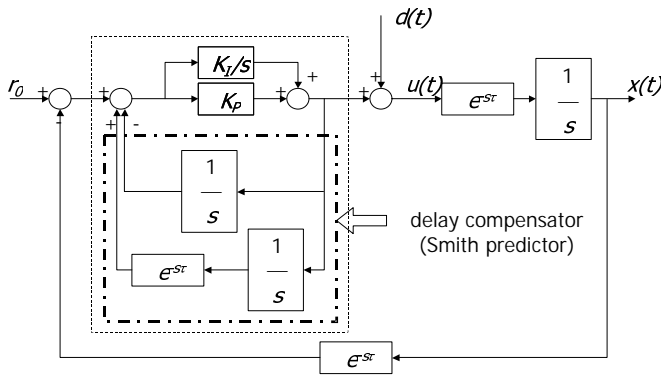 d(t)
K_I/s
r_0 + + + + 1 x(t)
K_P + + u(t) e^{sτ} s
- + -
1
s
delay compensator
(Smith predictor)
1
e^{sτ} s
e^{sτ}